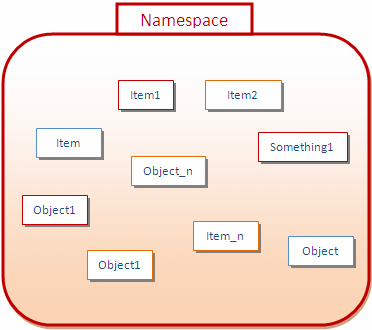 Namespace
Item1
Item2
Item
Something1
Object_n
Object1
Item_n
Object
Object1